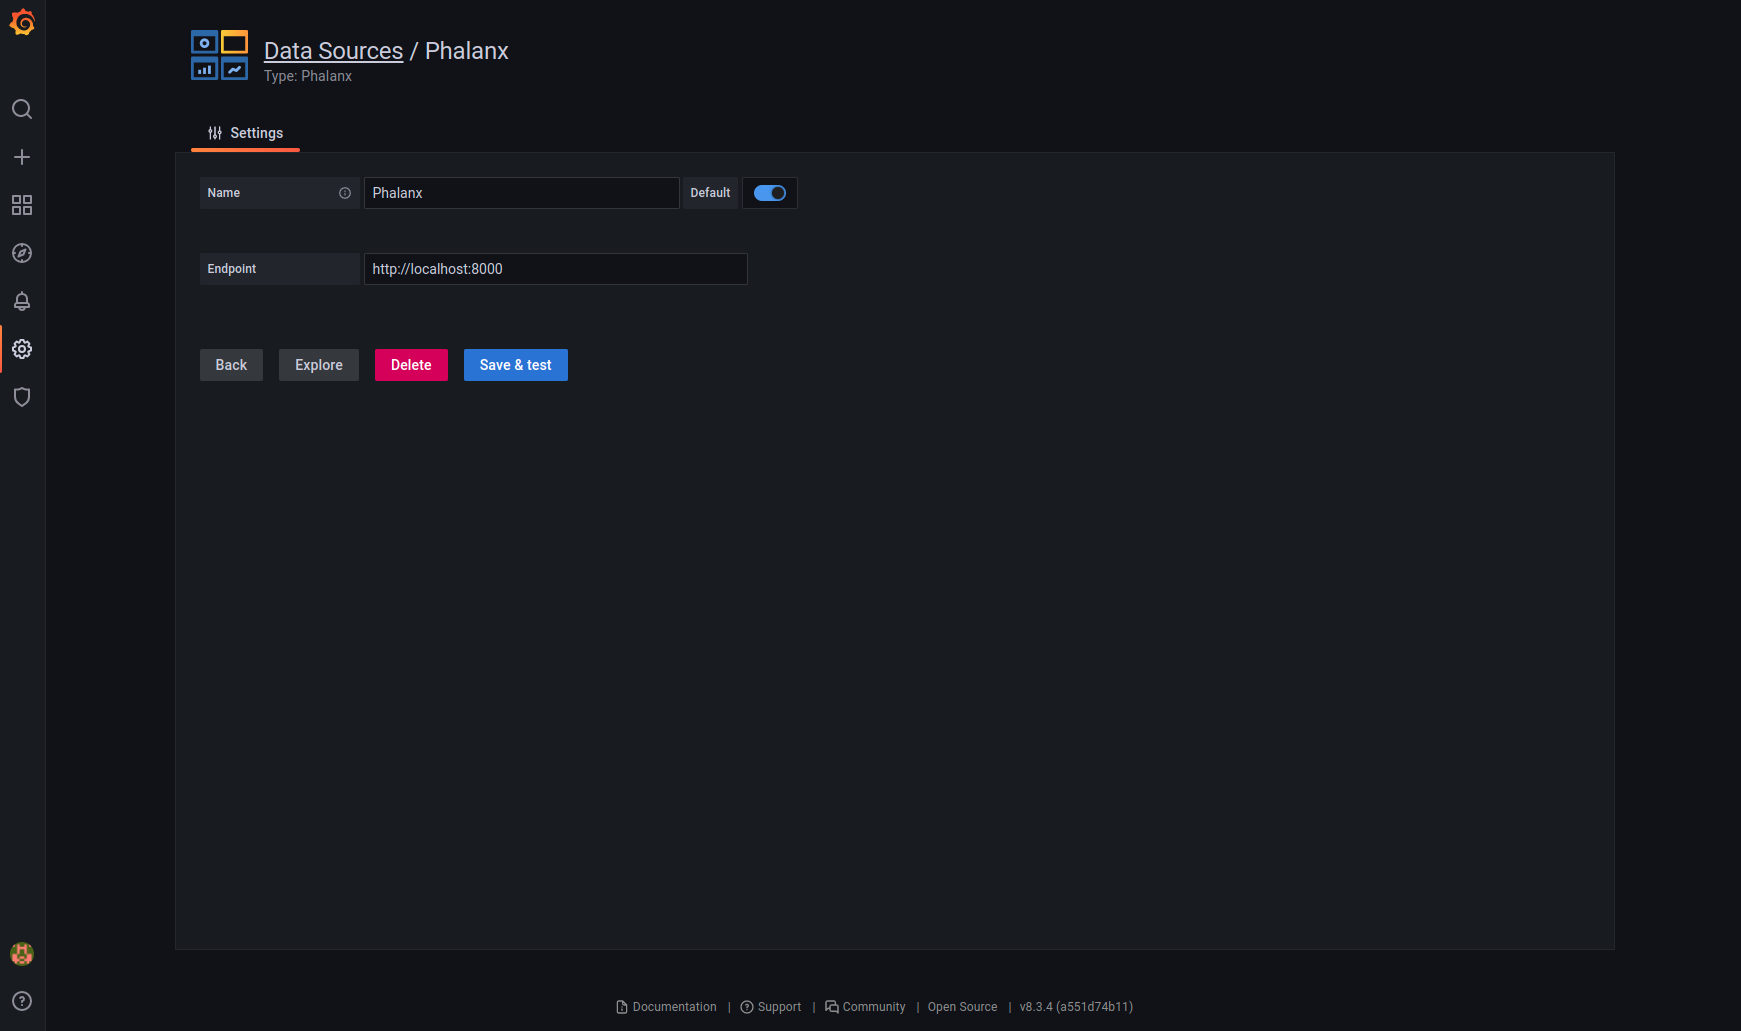 Data Sources / Phalanx
Type: Phalanx
Settings
Name
Phalanx
Default
Endpoint
http://localhost:8000
Back
Explore
Delete
Save & test
Documentation | Support | Community | Open Source | v8.3.4 (a551d74b11)